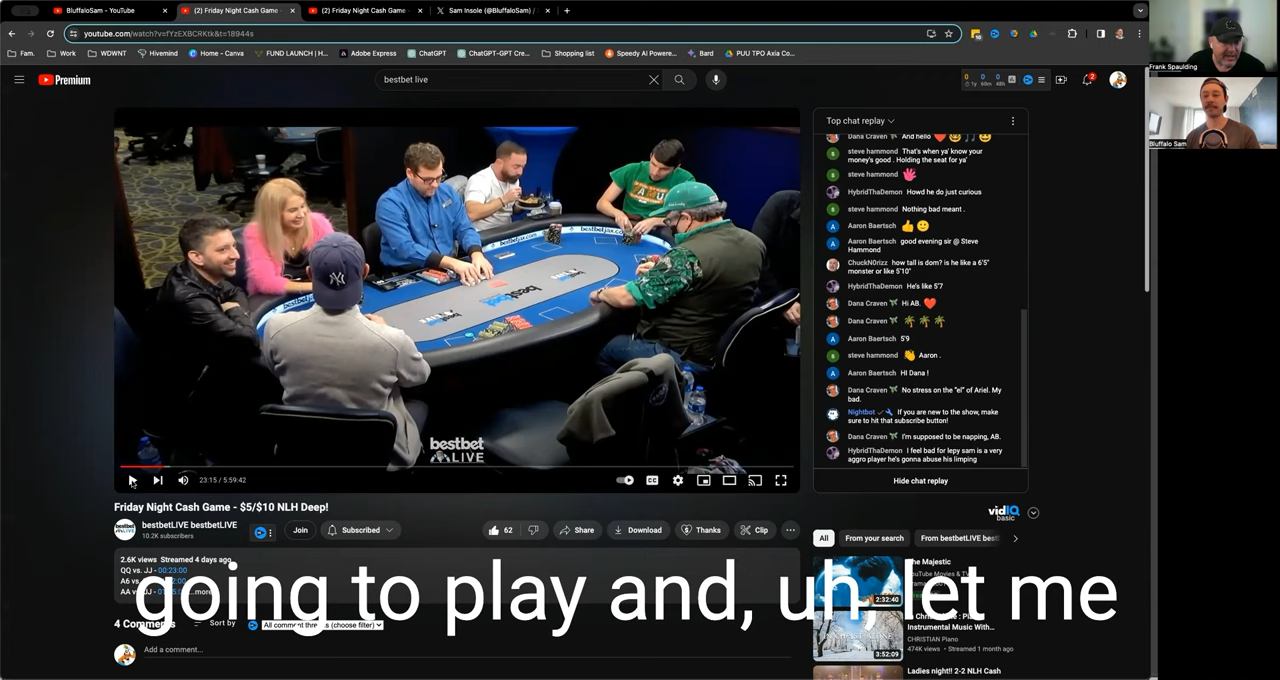 BluffaloSam - YouTube
(2) Friday Night Cash Game -
(2) Friday Night Cash Game -
Sam Insole (@BluffaloSam) /
youtube.com/watch?v=fYzEXBCRKtk&t=18944s
Fam.
Work
WDWNT
Hivemind
Home - Canva
FUND LAUNCH | H...
Adobe Express
ChatGPT
ChatGPT-GPT Cre...
Shopping list
Speedy AI Powere...
Bard
PUU TPO Axia Co...
Premium
bestbet live
Frank Spaulding
Bluffalo Sam
Top chat replay
Dana Craven And hello
steve hammond That's when ya' know your
money's good . Holding the seat for ya'
steve hammond
HybridThaDemon Howd he do just curious
steve hammond Nothing bad meant .
Aaron Baertsch
Aaron Baertsch good evening sir @ Steve
Hammond
ChuckN0rizz how tall is dom? is he like a 6'5"
monster or like 5'10"
HybridThaDemon He's like 5'7
Dana Craven Hi AB.
Dana Craven
Aaron Baertsch 5'9
steve hammond Aaron .
Aaron Baertsch HI Dana !
Dana Craven No stress on the "el" of Ariel. My
bad.
Nightbot If you are new to the show, make
sure to hit that subscribe button!
Dana Craven I'm supposed to be napping, AB.
HybridThaDemon I feel bad for lepy sam is a very
aggro player he's gonna abuse his limping
Hide chat replay
bestbet
LIVE
23:15 / 5:59:42
Friday Night Cash Game - $5/$10 NLH Deep!
bestbetLIVE bestbetLIVE
10.2K subscribers
Join
Subscribed
62
Share
Download
Thanks
Clip
vidIQ
basic
All
From your search
From bestbetLIVE best
2.6K views Streamed 4 days ago
QQ vs. JJ - 00:23:00
going to play and, uh, let me
4 Comments
Sort by
All comment threads (choose filter)
Add a comment...
The Majestic
2:32:40
Instrumental Music With...
CHRISTIAN Piano
474K views • Streamed 1 month ago
3:52:09
Ladies night!! 2-2 NLH Cash